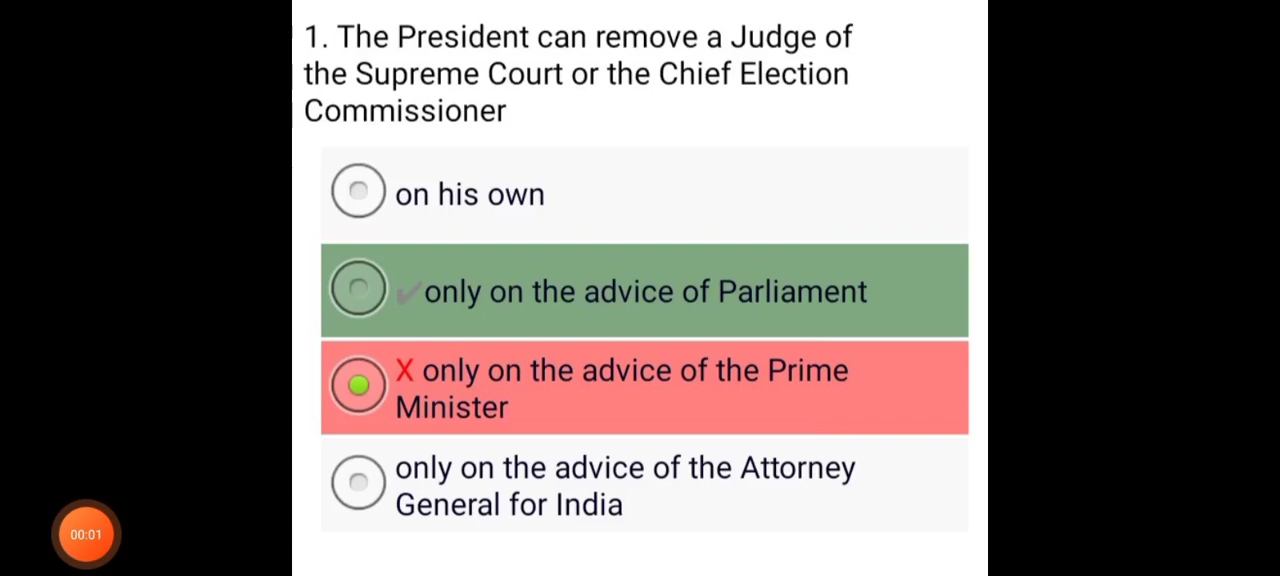 1. The President can remove a Judge of
the Supreme Court or the Chief Election
Commissioner
on his own
✔only on the advice of Parliament
X only on the advice of the Prime
Minister
only on the advice of the Attorney
General for India
00:01